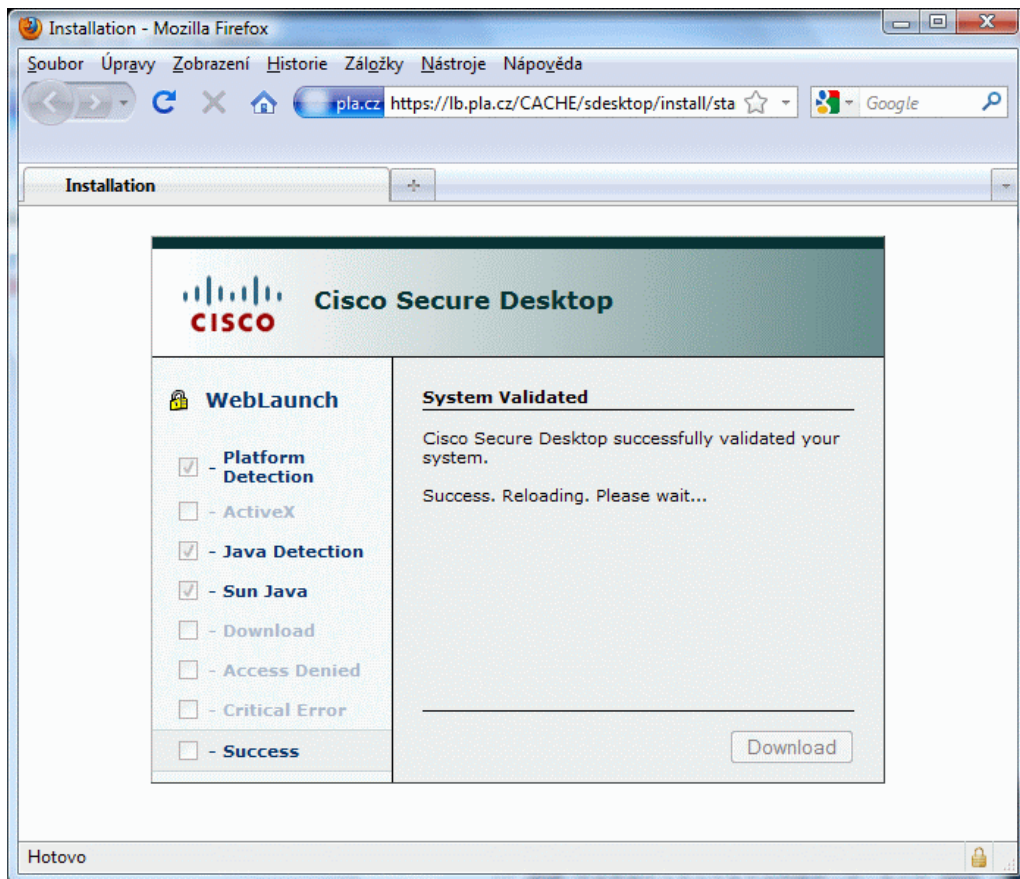 Installation - Mozilla Firefox
Soubor Úpravy Zobrazení Historie Záložky Nástroje Nápověda
pla.cz https://lb.pla.cz/CACHE/sdesktop/install/sta Google
Installation
CISCO
Cisco Secure Desktop
WebLaunch
- Platform
Detection
- ActiveX
- Java Detection
- Sun Java
- Download
- Access Denied
- Critical Error
- Success
System Validated
Cisco Secure Desktop successfully validated your
system.
Success. Reloading. Please wait...
Download
Hotovo